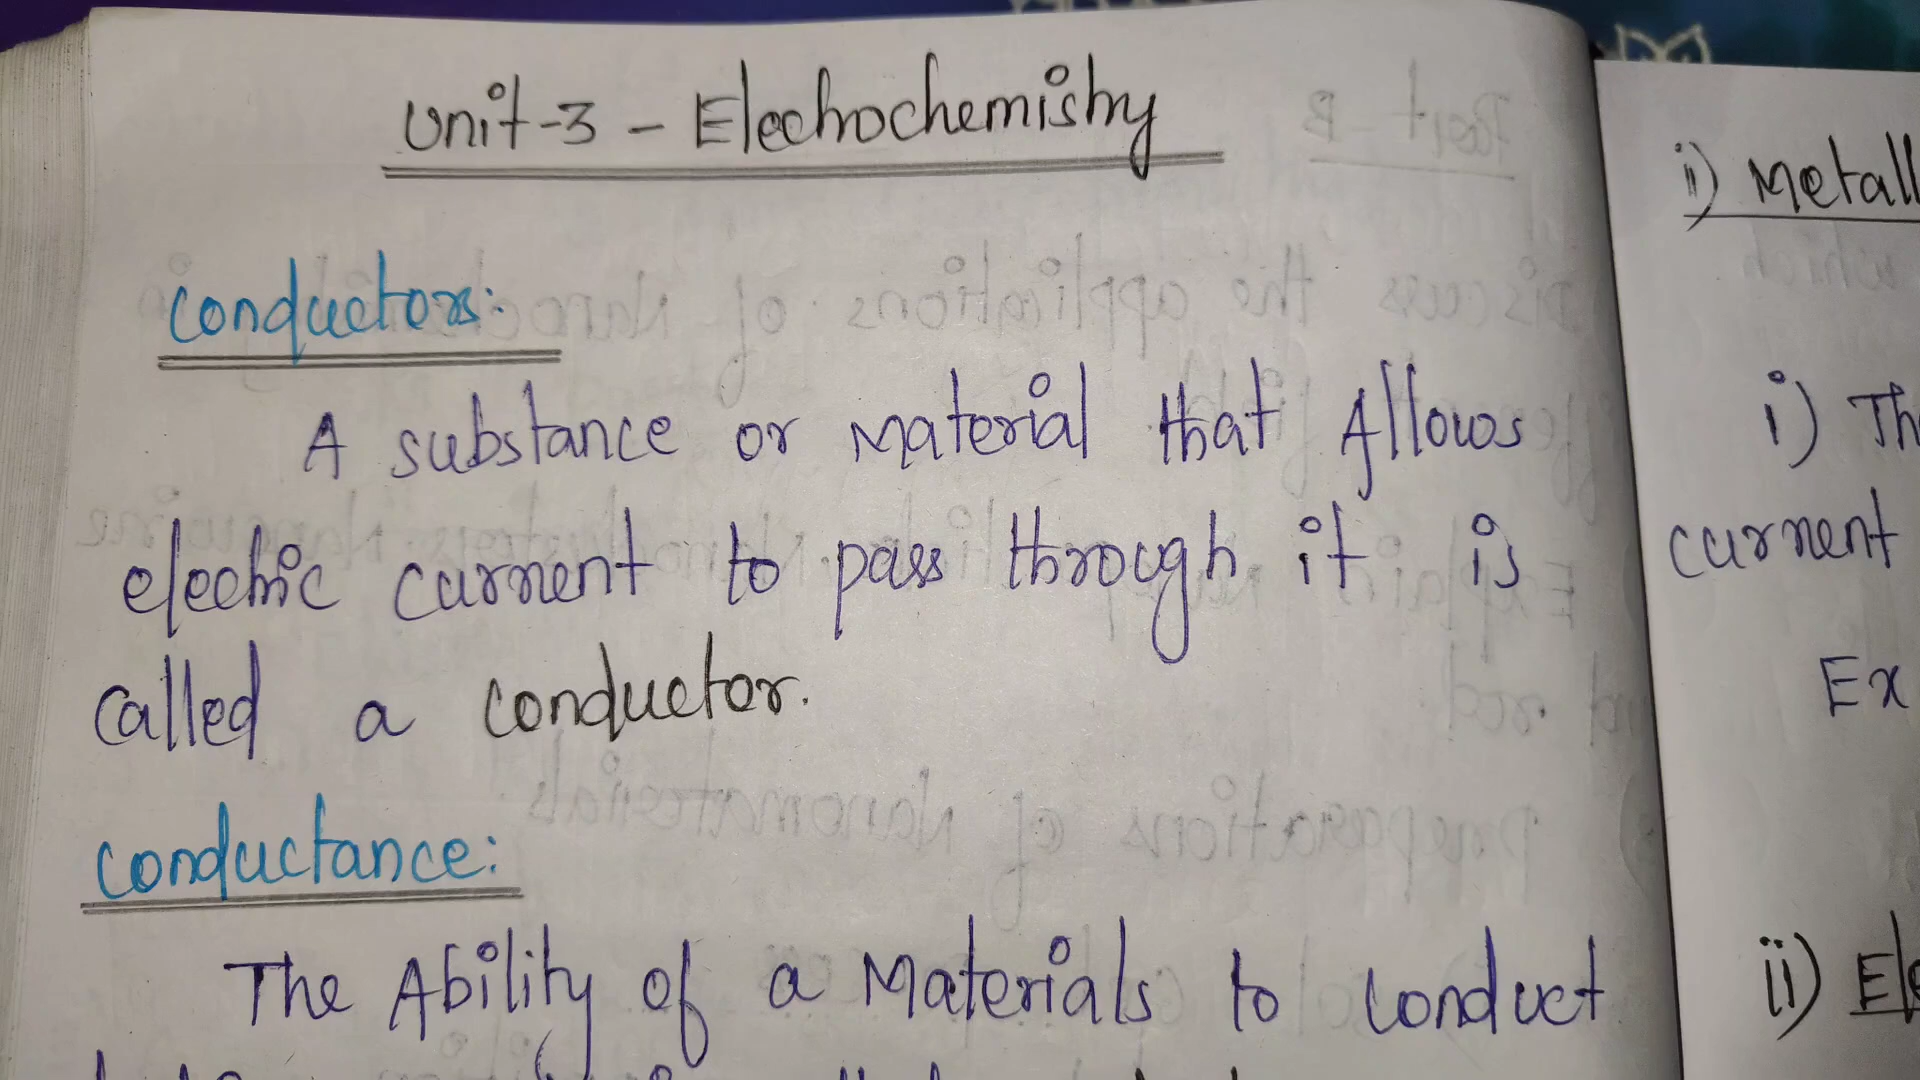 Unit-3 - Electrochemistry
Conductors:
A substance or Material that Allows
electric current to pass through it is
called a conductor.
Conductance:
The Ability of a Materials to conduct
i) Metall
i) Th
current
Ex
ii) Ele